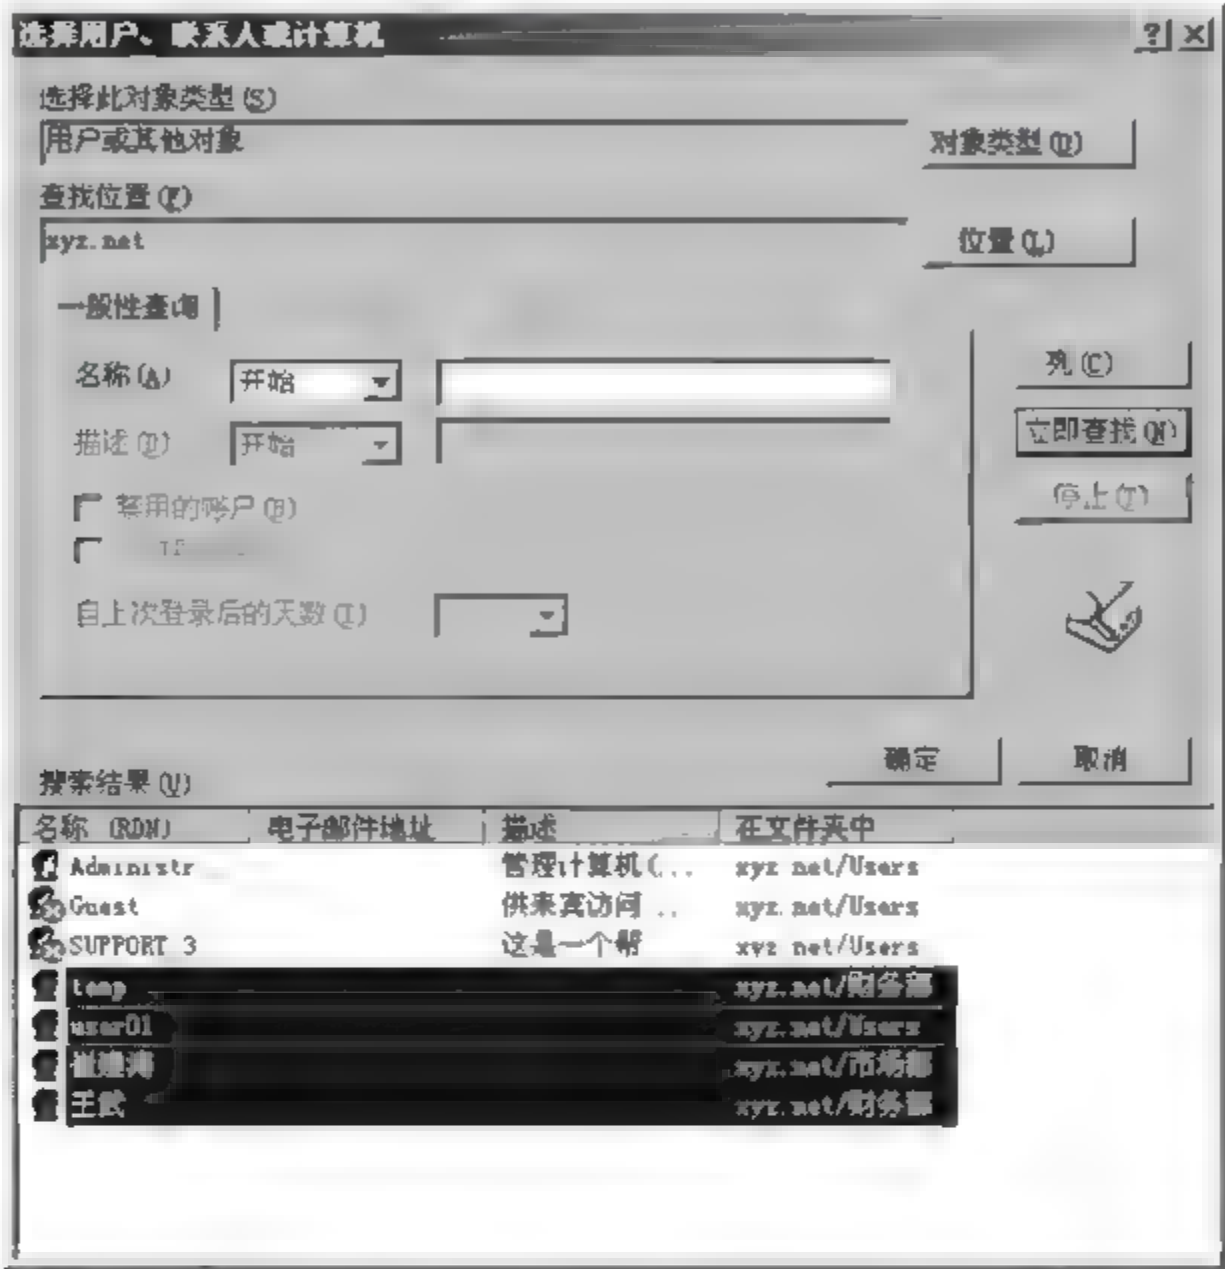 选择用户、联系人或计算机
选择此对象类型(S)
用户或其他对象
对象类型(O)
查找位置(F)
xyz.net
位置(L)
一般性查询
名称(A) 开始
列(C)
描述(D) 开始
立即查找(N)
禁用的账户(B)
停止(T)
自上次登录后的天数(I)
确定 取消
搜索结果(U)
名称 (RDN) 电子邮件地址 描述 在文件夹中
Administr 管理计算机(... xyz.net/Users
Guest 供来宾访问 .. xyz.net/Users
SUPPORT_3 这是一个帮 xyz.net/Users
temp xyz.net/财务部
user01 xyz.net/Users
崔建涛 xyz.net/市场部
王武 xyz.net/财务部